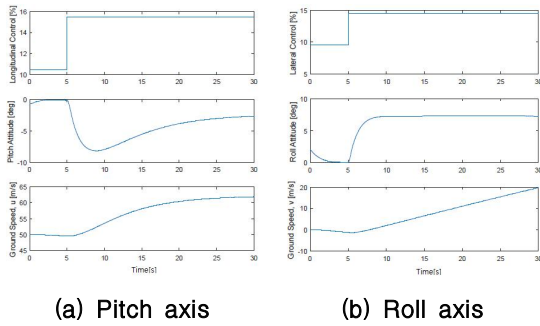 Longitudinal Control [%]
16
14
12
10
0 5 10 15 20 25 30
Pitch Attitude [deg]
0
-5
-10
0 5 10 15 20 25 30
Ground Speed, u [m/s]
65
60
55
50
45
0 5 10 15 20 25 30
Time[s]
(a) Pitch axis
Lateral Control [%]
15
10
5
0 5 10 15 20 25 30
Roll Attitude [deg]
10
5
0
0 5 10 15 20 25 30
Ground Speed, v [m/s]
20
10
0
-10
0 5 10 15 20 25 30
Time[s]
(b) Roll axis